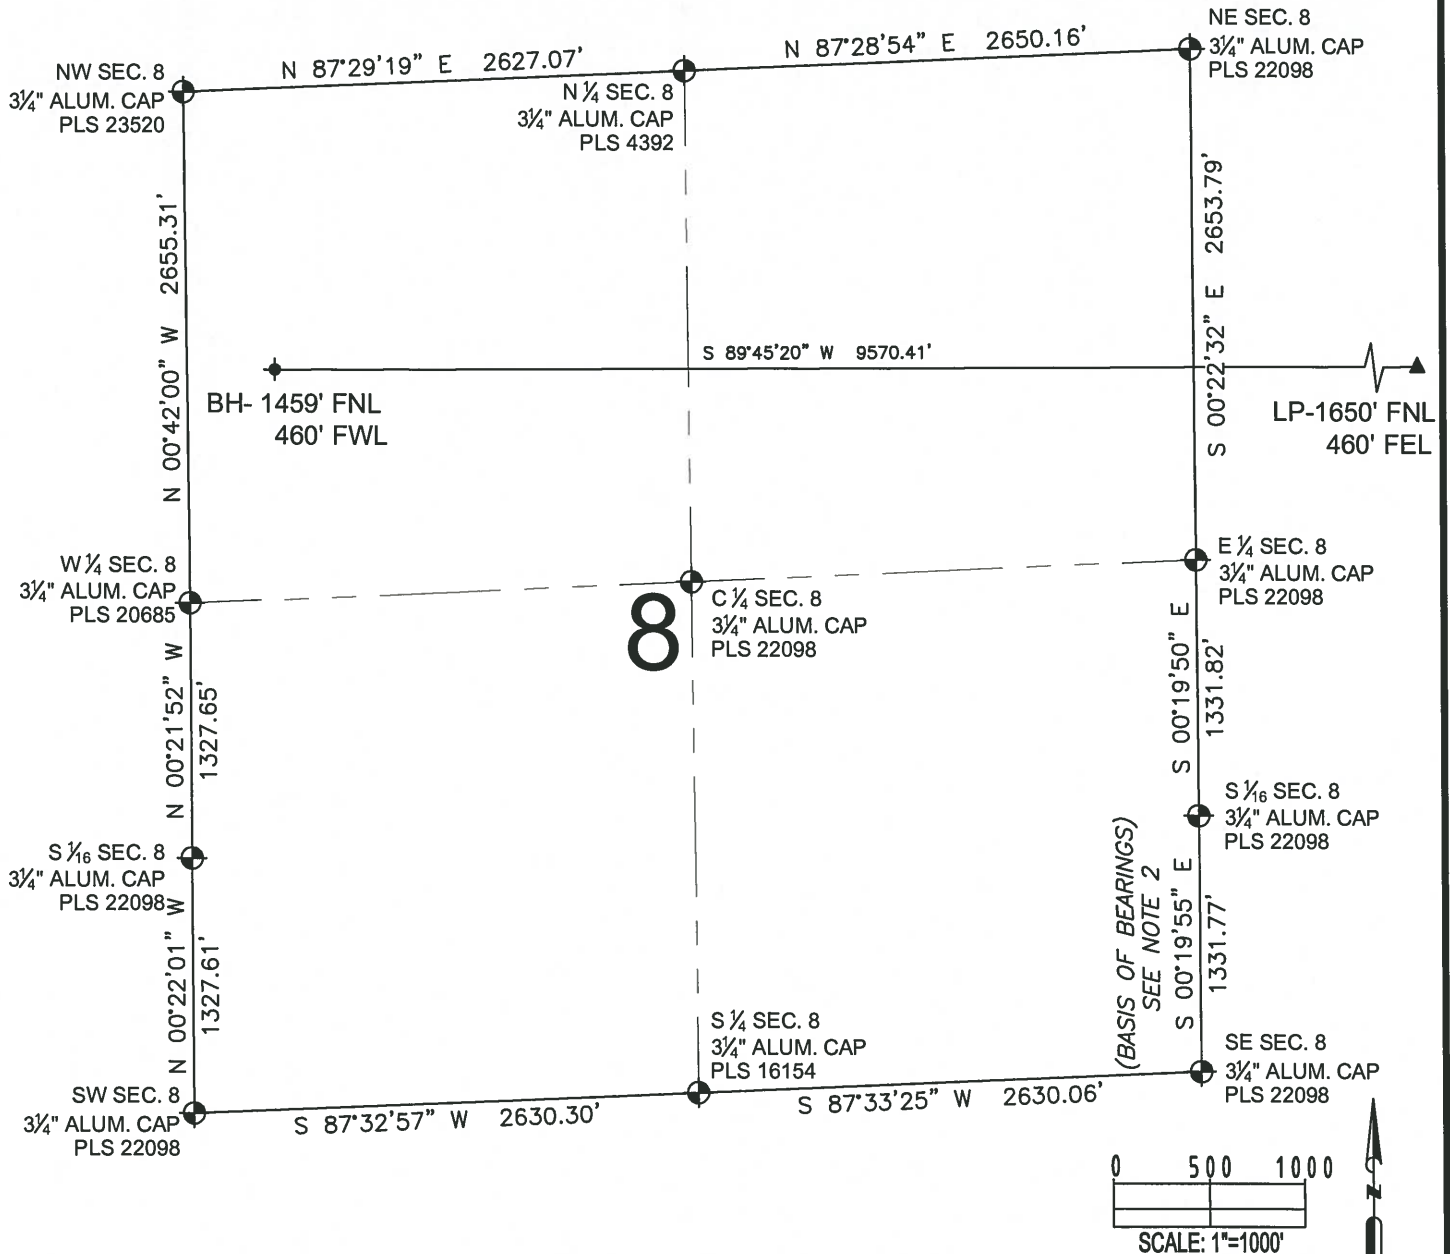 NE SEC. 8
3¼" ALUM. CAP
PLS 22098
N 87°28'54" E 2650.16'
N 87°29'19" E 2627.07'
NW SEC. 8
3¼" ALUM. CAP
PLS 23520
N ¼ SEC. 8
3¼" ALUM. CAP
PLS 4392
N 00°42'00" W 2655.31'
S 00°22'32" E 2653.79'
S 89°45'20" W 9570.41'
BH- 1459' FNL
460' FWL
LP-1650' FNL
460' FEL
W ¼ SEC. 8
3¼" ALUM. CAP
PLS 20685
E ¼ SEC. 8
3¼" ALUM. CAP
PLS 22098
8
C ¼ SEC. 8
3¼" ALUM. CAP
PLS 22098
N 00°21'52" W
1327.65'
S 00°19'50" E
1331.82'
S 1/16 SEC. 8
3¼" ALUM. CAP
PLS 22098
S 1/16 SEC. 8
3¼" ALUM. CAP
PLS 22098
N 00°22'01" W
1327.61'
(BASIS OF BEARINGS)
SEE NOTE 2
S 00°19'55" E
1331.77'
S ¼ SEC. 8
3¼" ALUM. CAP
PLS 16154
SE SEC. 8
3¼" ALUM. CAP
PLS 22098
SW SEC. 8
3¼" ALUM. CAP
PLS 22098
S 87°32'57" W 2630.30'
S 87°33'25" W 2630.06'
0 500 1000
SCALE: 1"=1000'
N